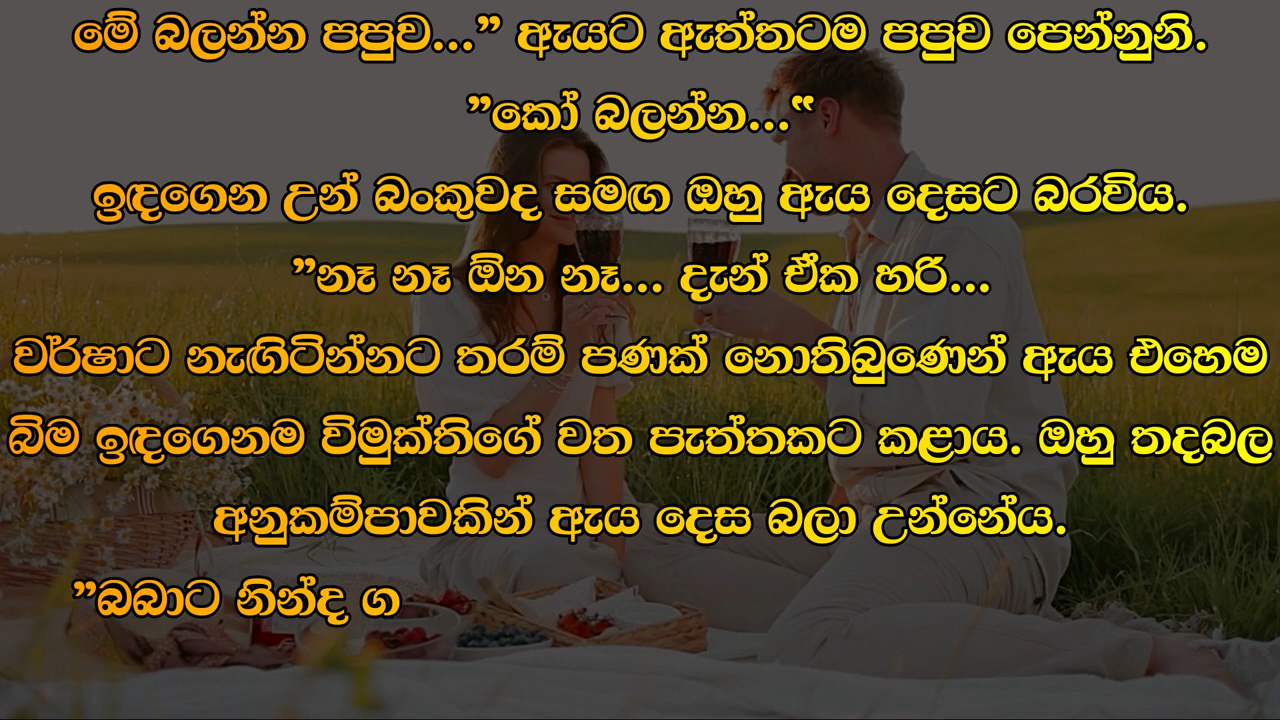 මේ බලන්න පපුව...” ඇයට ඇත්තටම පපුව පෙන්නුනි.
”කෝ බලන්න...“
ඉඳගෙන උන් බංකුවද සමඟ ඔහු ඇය දෙසට බරවිය.
”නෑ නෑ ඕන නෑ... දැන් ඒක හරි...
වර්ෂාට නැඟිටින්නට තරම් පණක් නොතිබුණෙන් ඇය එහෙම
බිම ඉඳගෙනම විමුක්තිගේ වත පැත්තකට කළාය. ඔහු තදබල
අනුකම්පාවකින් ඇය දෙස බලා උන්නේය.
”බබාට නින්ද ග